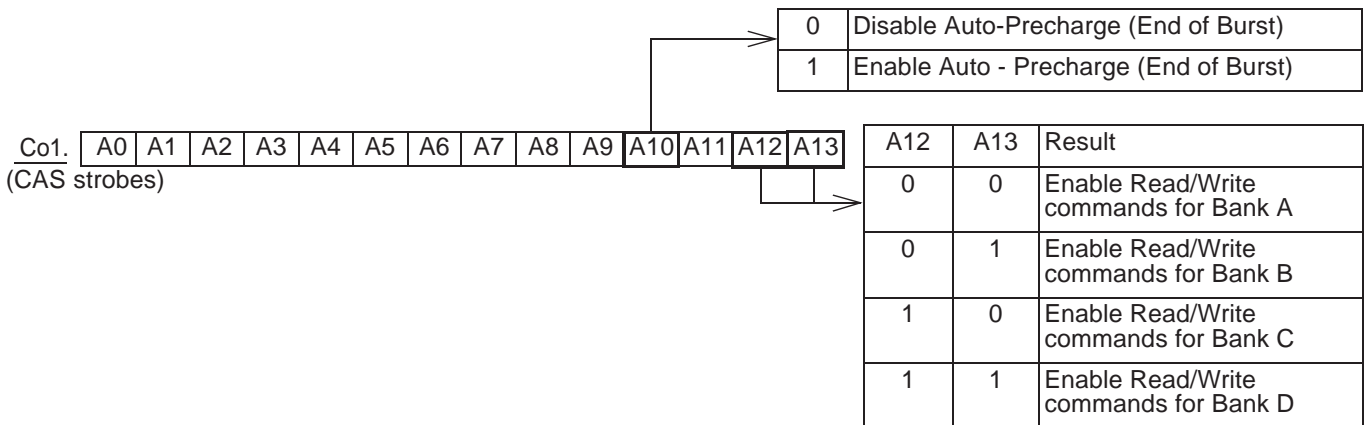 0 Disable Auto-Precharge (End of Burst)
1 Enable Auto - Precharge (End of Burst)
Co1. A0 A1 A2 A3 A4 A5 A6 A7 A8 A9 A10 A11 A12 A13
(CAS strobes)
A12 A13 Result
0 0 Enable Read/Write
commands for Bank A
0 1 Enable Read/Write
commands for Bank B
1 0 Enable Read/Write
commands for Bank C
1 1 Enable Read/Write
commands for Bank D